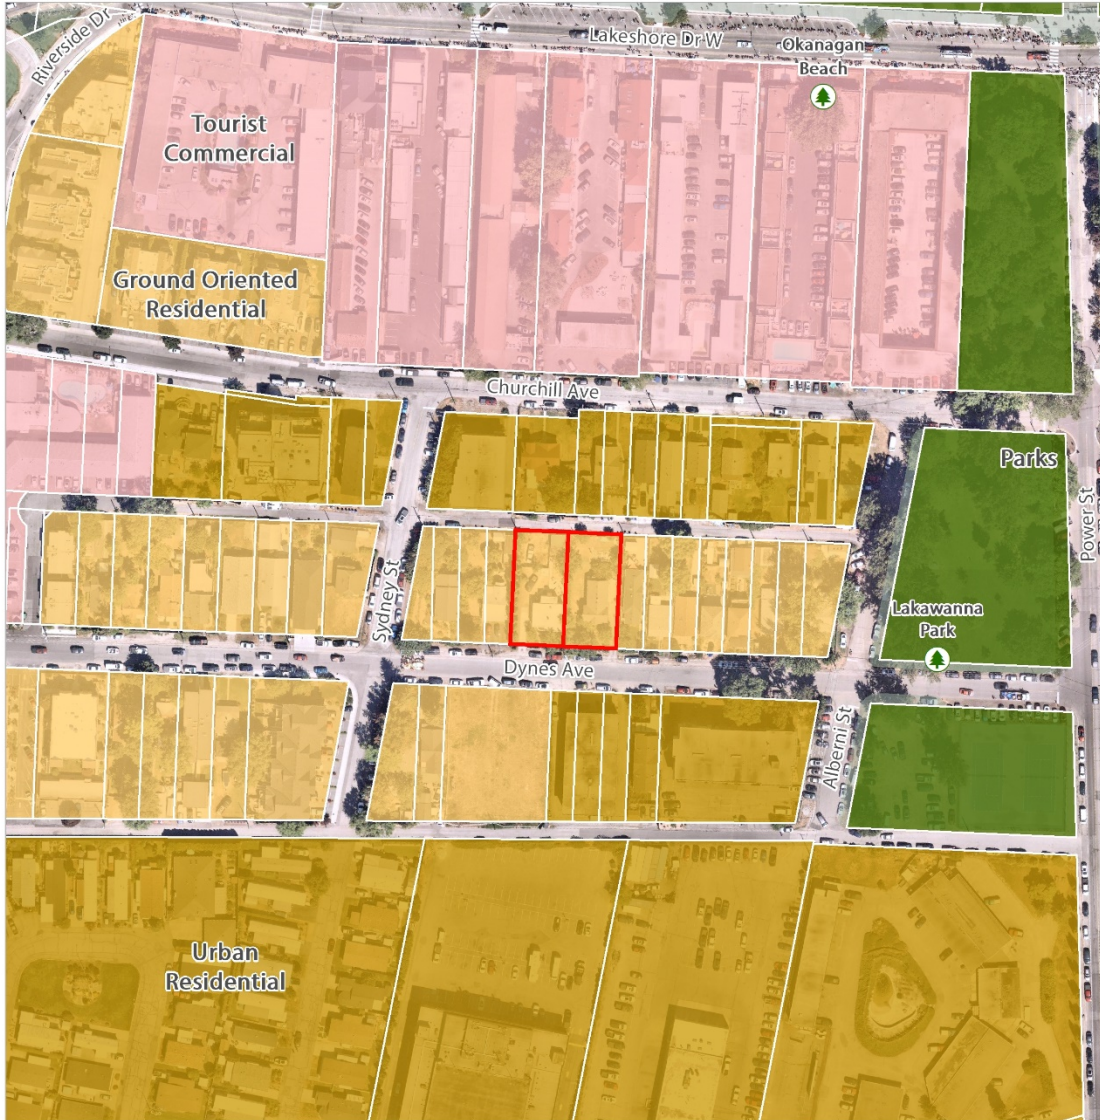 Riverside Dr
Lakeshore Dr W
Okanagan
Beach
Tourist
Commercial
Ground Oriented
Residential
Churchill Ave
Parks
Power St
Sydney St
Lakawanna
Park
Dynes Ave
Alberni St
Urban
Residential